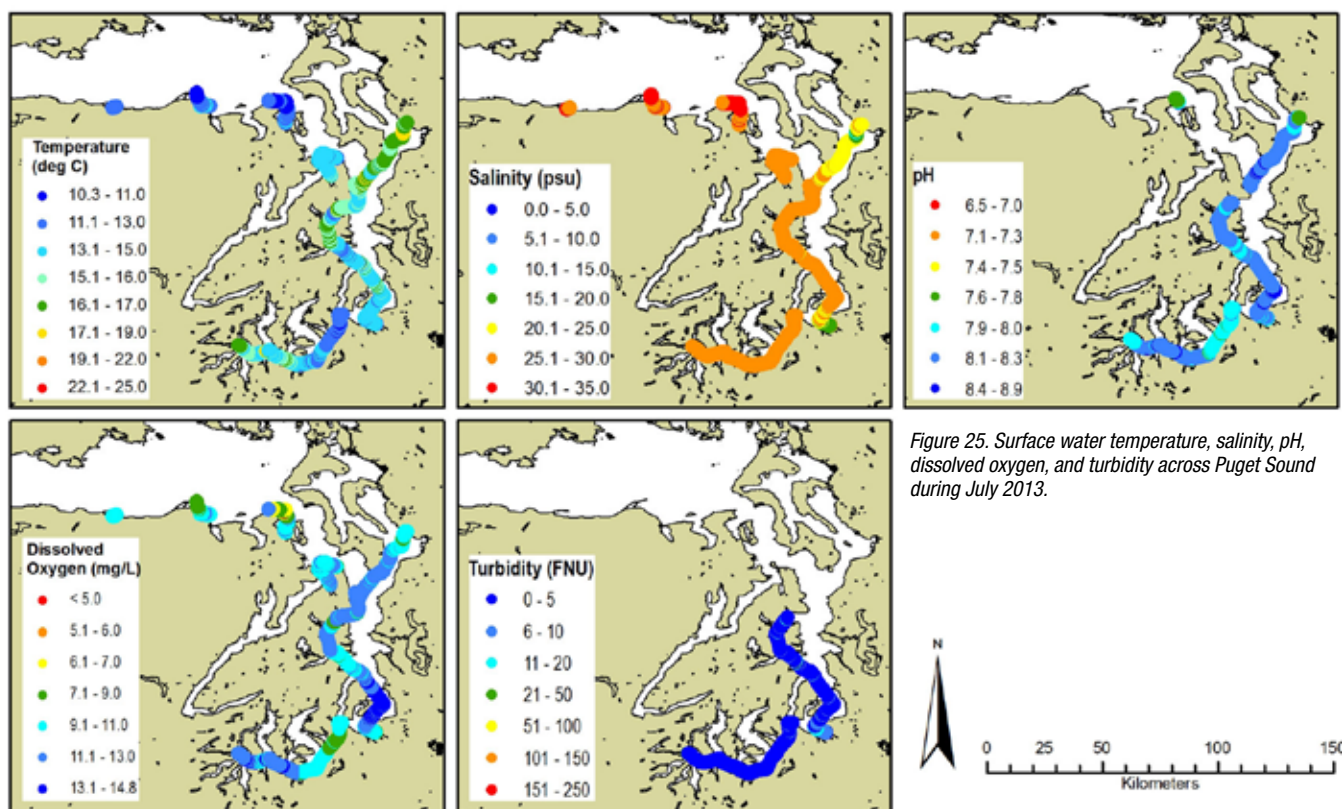 Temperature
(deg C)
10.3 - 11.0
11.1 - 13.0
13.1 - 15.0
15.1 - 16.0
16.1 - 17.0
17.1 - 19.0
19.1 - 22.0
22.1 - 25.0
Salinity (psu)
0.0 - 5.0
5.1 - 10.0
10.1 - 15.0
15.1 - 20.0
20.1 - 25.0
25.1 - 30.0
30.1 - 35.0
pH
6.5 - 7.0
7.1 - 7.3
7.4 - 7.5
7.6 - 7.8
7.9 - 8.0
8.1 - 8.3
8.4 - 8.9
Dissolved
Oxygen (mg/L)
< 5.0
5.1 - 6.0
6.1 - 7.0
7.1 - 9.0
9.1 - 11.0
11.1 - 13.0
13.1 - 14.8
Turbidity (FNU)
0 - 5
6 - 10
11 - 20
21 - 50
51 - 100
101 - 150
151 - 250
Figure 25. Surface water temperature, salinity, pH,
dissolved oxygen, and turbidity across Puget Sound
during July 2013.
N
0 25 50 100 150
Kilometers